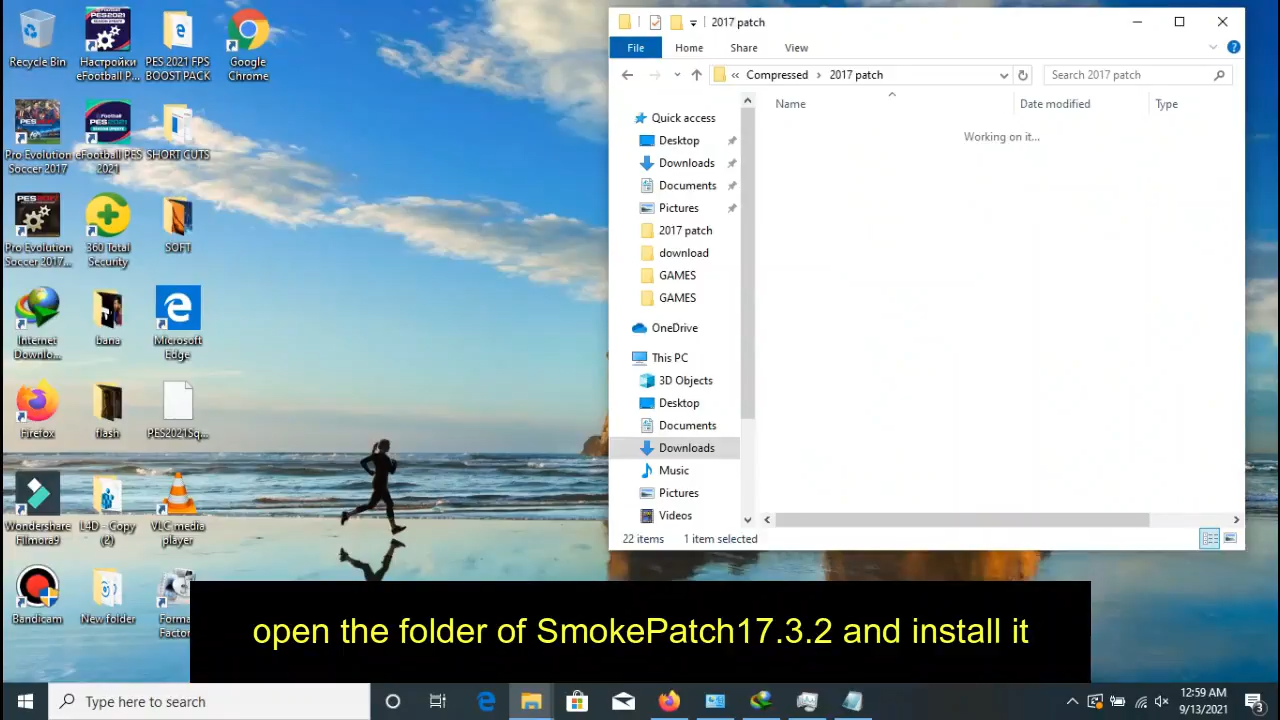 Recycle Bin
Настройки
eFootball P...
PES 2021 FPS
BOOST PACK
Google
Chrome
Pro Evolution
Soccer 2017
eFootball PES
2021
SHORT CUTS
Pro Evolution
Soccer 2017...
360 Total
Security
SOFT
Internet
Downlo...
bana
Microsoft
Edge
Firefox
flash
PES2021Sq...
Wondershare
Filmora9
L4D - Copy
(2)
VLC media
player
Bandicam
New folder
Forma
Factor
2017 patch
File
Home
Share
View
Compressed
2017 patch
Search 2017 patch
Name
Date modified
Type
Working on it...
Quick access
Desktop
Downloads
Documents
Pictures
2017 patch
download
GAMES
GAMES
OneDrive
This PC
3D Objects
Desktop
Documents
Downloads
Music
Pictures
Videos
22 items
1 item selected
open the folder of SmokePatch17.3.2 and install it
Type here to search
12:59 AM
9/13/2021
3